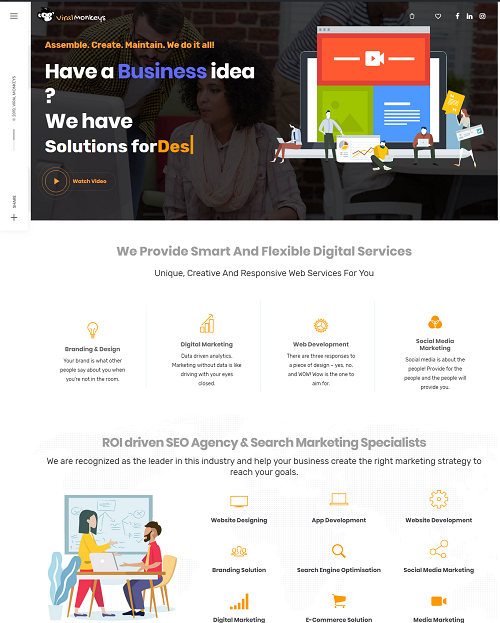 viralmonkeys
Assemble. Create. Maintain. We do it all!
Have a Business idea
?
We have
Solutions for Des|
Watch Video
© 2019, VIRAL MONKEYS
SHARE
We Provide Smart And Flexible Digital Services
Unique, Creative And Responsive Web Services For You
Branding & Design
Your brand is what other
people say about you when
you're not in the room.
Digital Marketing
Data driven analytics.
Marketing without data is like
driving with your eyes
closed.
Web Development
There are three responses to
a piece of design – yes, no,
and WOW! Wow is the one to
aim for.
Social Media
Marketing
Social media is about the
people! Provide for the
people and the people will
provide you.
ROI driven SEO Agency & Search Marketing Specialists
We are recognized as the leader in this industry and help your business create the right marketing strategy to
reach your goals.
Website Designing
App Development
Website Development
Branding Solution
Search Engine Optimisation
Social Media Marketing
Digital Marketing
E-Commerce Solution
Media Marketing